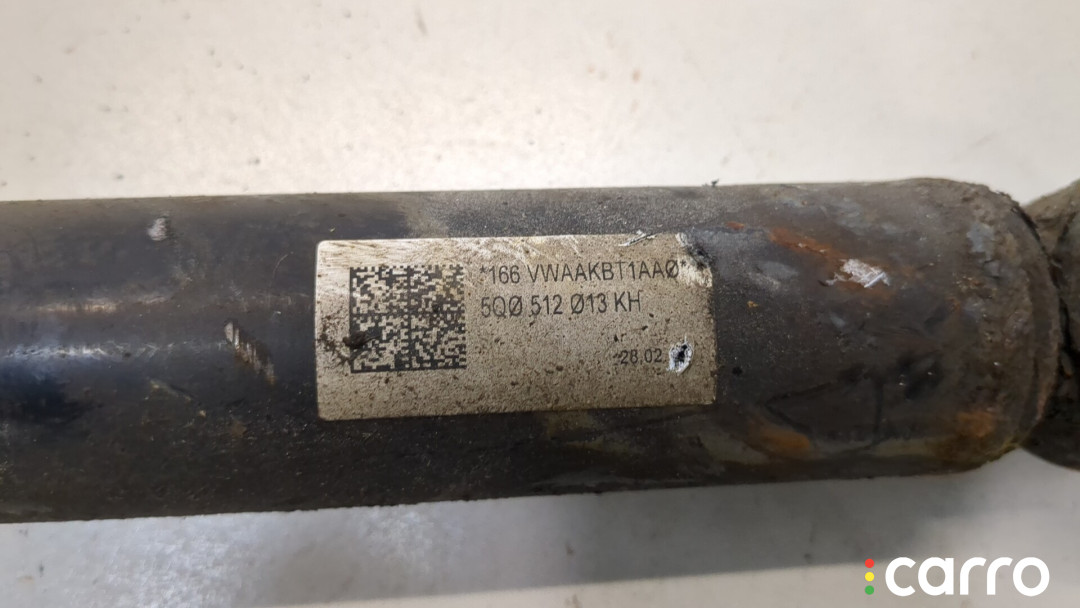 *166 VWAAKBT1AAØ*
5QØ 512 Ø13 KH
28.02
carro